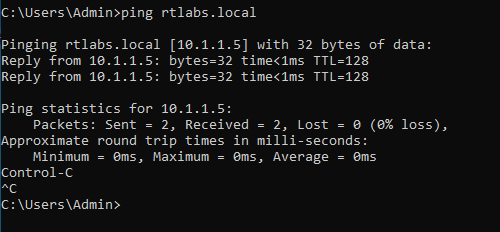 C:\Users\Admin>ping rtlabs.local
Pinging rtlabs.local [10.1.1.5] with 32 bytes of data:
Reply from 10.1.1.5: bytes=32 time<1ms TTL=128
Reply from 10.1.1.5: bytes=32 time<1ms TTL=128
Ping statistics for 10.1.1.5:
    Packets: Sent = 2, Received = 2, Lost = 0 (0% loss),
Approximate round trip times in milli-seconds:
    Minimum = 0ms, Maximum = 0ms, Average = 0ms
Control-C
^C
C:\Users\Admin>